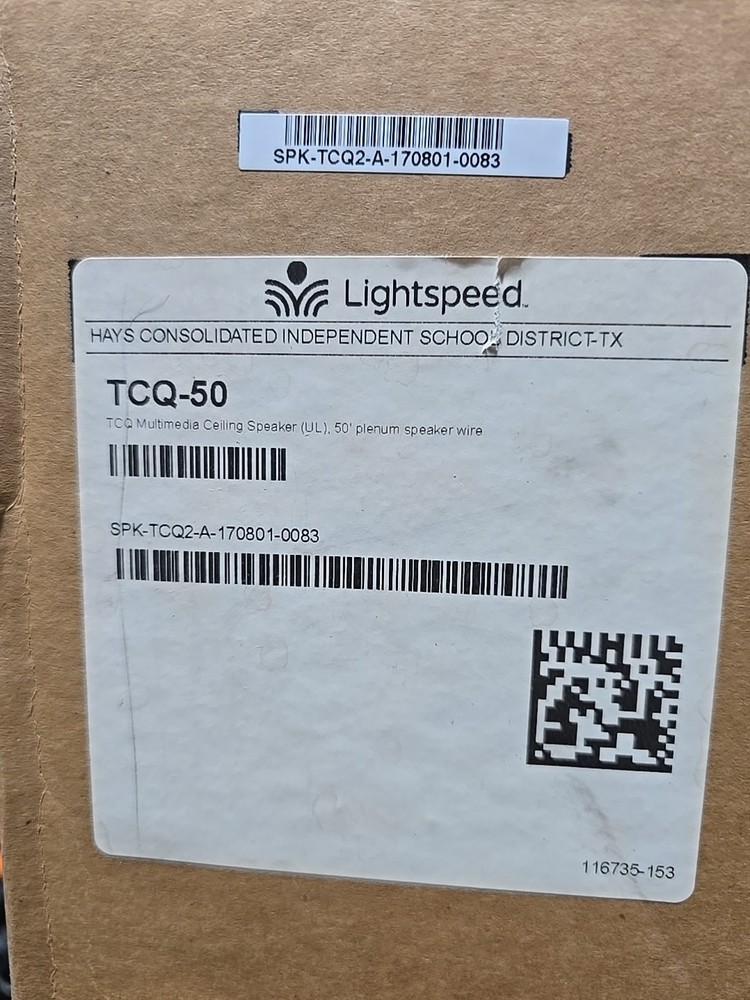 SPK-TCQ2-A-170801-0083
Lightspeed™
HAYS CONSOLIDATED INDEPENDENT SCHOOL DISTRICT-TX
TCQ-50
TCQ Multimedia Ceiling Speaker (UL), 50' plenum speaker wire
SPK-TCQ2-A-170801-0083
116735-153